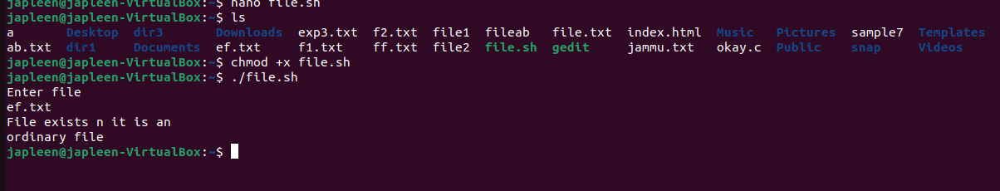 japleen@japleen-VirtualBox:~$ nano file.sh
japleen@japleen-VirtualBox:~$ ls
a Desktop dir3 Downloads exp3.txt f2.txt file1 fileab file.txt index.html Music Pictures sample7 Templates
ab.txt dir1 Documents ef.txt f1.txt ff.txt file2 file.sh gedit jammu.txt okay.c Public snap Videos
japleen@japleen-VirtualBox:~$ chmod +x file.sh
japleen@japleen-VirtualBox:~$ ./file.sh
Enter file
ef.txt
File exists n it is an
ordinary file
japleen@japleen-VirtualBox:~$